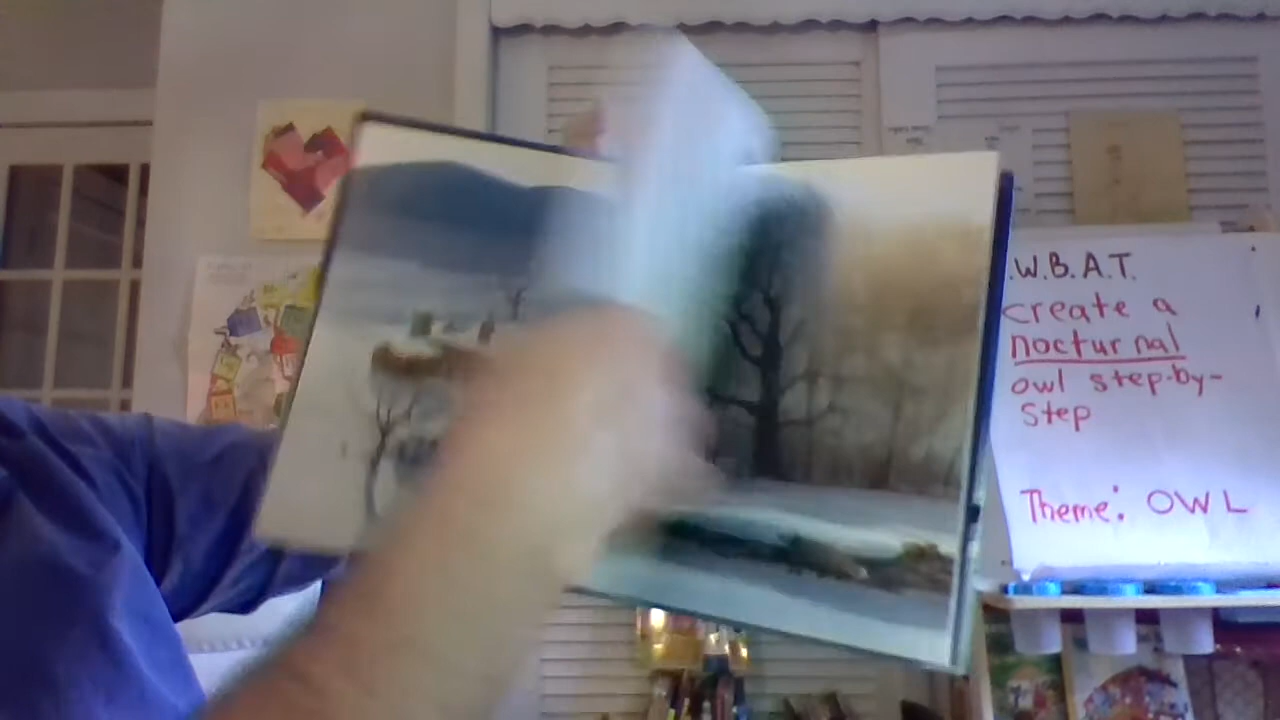 .W.B.A.T.
create a
nocturnal
owl step-by-
Step
Theme: OWL